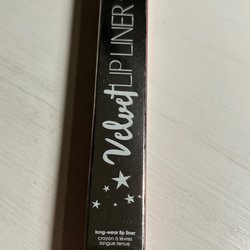 Velvet LIP LINER
long-wear lip liner
crayon à lèvres
longue tenue